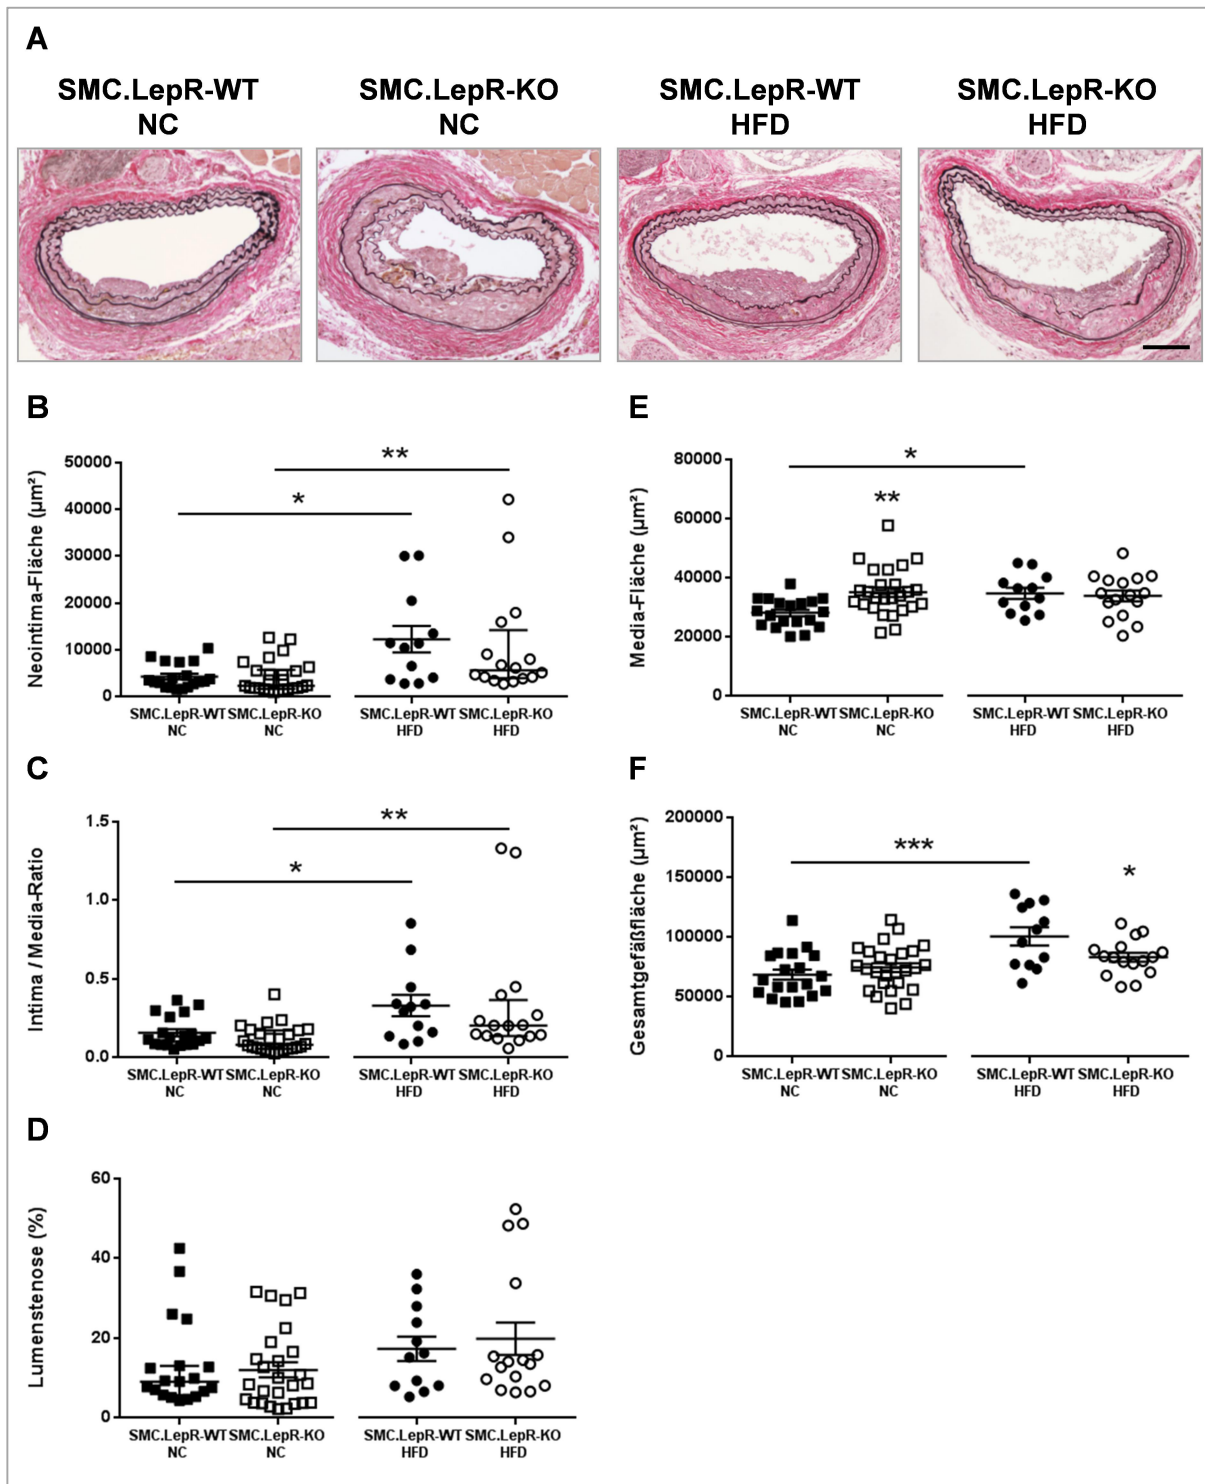 A
SMC.LepR-WT
NC
SMC.LepR-KO
NC
SMC.LepR-WT
HFD
SMC.LepR-KO
HFD
B
Neointima-Fläche (µm²)
50000
40000
30000
20000
10000
0
**
*
SMC.LepR-WT
NC
SMC.LepR-KO
NC
SMC.LepR-WT
HFD
SMC.LepR-KO
HFD
E
Media-Fläche (µm²)
80000
60000
40000
20000
0
*
**
SMC.LepR-WT
NC
SMC.LepR-KO
NC
SMC.LepR-WT
HFD
SMC.LepR-KO
HFD
C
Intima / Media-Ratio
1.5
1.0
0.5
0.0
**
*
SMC.LepR-WT
NC
SMC.LepR-KO
NC
SMC.LepR-WT
HFD
SMC.LepR-KO
HFD
F
Gesamtgefäßfläche (µm²)
200000
150000
100000
50000
0
***
*
SMC.LepR-WT
NC
SMC.LepR-KO
NC
SMC.LepR-WT
HFD
SMC.LepR-KO
HFD
D
Lumenstenose (%)
60
40
20
0
SMC.LepR-WT
NC
SMC.LepR-KO
NC
SMC.LepR-WT
HFD
SMC.LepR-KO
HFD